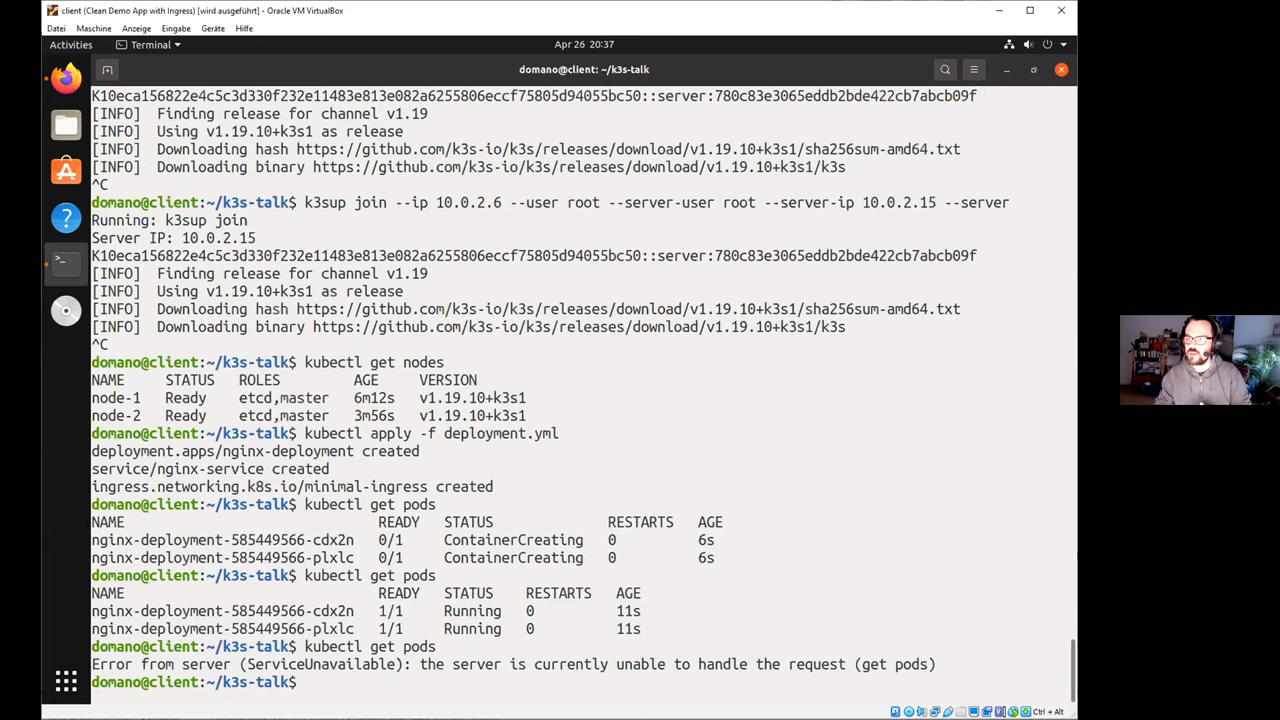 client (Clean Demo App with Ingress) [wird ausgeführt] - Oracle VM VirtualBox
Datei Maschine Anzeige Eingabe Geräte Hilfe
Activities Terminal Apr 26 20:37
domano@client: ~/k3s-talk
K10eca156822e4c5c3d330f232e11483e813e082a6255806eccf75805d94055bc50::server:780c83e3065eddb2bde422cb7abcb09f
[INFO]  Finding release for channel v1.19
[INFO]  Using v1.19.10+k3s1 as release
[INFO]  Downloading hash https://github.com/k3s-io/k3s/releases/download/v1.19.10+k3s1/sha256sum-amd64.txt
[INFO]  Downloading binary https://github.com/k3s-io/k3s/releases/download/v1.19.10+k3s1/k3s
^C
domano@client:~/k3s-talk$ k3sup join --ip 10.0.2.6 --user root --server-user root --server-ip 10.0.2.15 --server
Running: k3sup join
Server IP: 10.0.2.15
K10eca156822e4c5c3d330f232e11483e813e082a6255806eccf75805d94055bc50::server:780c83e3065eddb2bde422cb7abcb09f
[INFO]  Finding release for channel v1.19
[INFO]  Using v1.19.10+k3s1 as release
[INFO]  Downloading hash https://github.com/k3s-io/k3s/releases/download/v1.19.10+k3s1/sha256sum-amd64.txt
[INFO]  Downloading binary https://github.com/k3s-io/k3s/releases/download/v1.19.10+k3s1/k3s
^C
domano@client:~/k3s-talk$ kubectl get nodes
NAME     STATUS   ROLES         AGE     VERSION
node-1   Ready    etcd,master   6m12s   v1.19.10+k3s1
node-2   Ready    etcd,master   3m56s   v1.19.10+k3s1
domano@client:~/k3s-talk$ kubectl apply -f deployment.yml
deployment.apps/nginx-deployment created
service/nginx-service created
ingress.networking.k8s.io/minimal-ingress created
domano@client:~/k3s-talk$ kubectl get pods
NAME                               READY   STATUS              RESTARTS   AGE
nginx-deployment-585449566-cdx2n   0/1     ContainerCreating   0          6s
nginx-deployment-585449566-plxlc   0/1     ContainerCreating   0          6s
domano@client:~/k3s-talk$ kubectl get pods
NAME                               READY   STATUS    RESTARTS   AGE
nginx-deployment-585449566-cdx2n   1/1     Running   0          11s
nginx-deployment-585449566-plxlc   1/1     Running   0          11s
domano@client:~/k3s-talk$ kubectl get pods
Error from server (ServiceUnavailable): the server is currently unable to handle the request (get pods)
domano@client:~/k3s-talk$
Ctrl + Alt